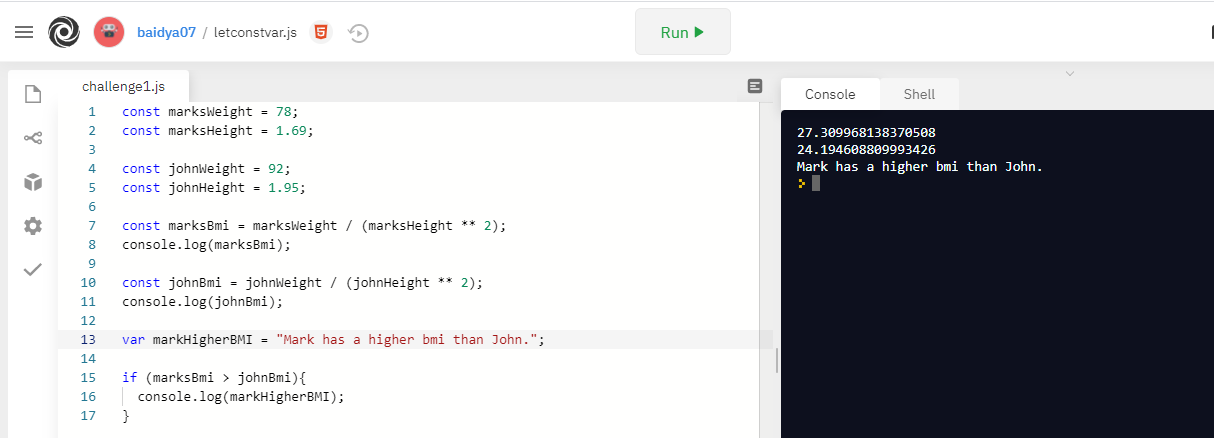 baidya07 / letconstvar.js
Run
challenge1.js
Console
Shell
1 const marksWeight = 78;
2 const marksHeight = 1.69;
3
4 const johnWeight = 92;
5 const johnHeight = 1.95;
6
7 const marksBmi = marksWeight / (marksHeight ** 2);
8 console.log(marksBmi);
9
10 const johnBmi = johnWeight / (johnHeight ** 2);
11 console.log(johnBmi);
12
13 var markHigherBMI = "Mark has a higher bmi than John.";
14
15 if (marksBmi > johnBmi){
16 console.log(markHigherBMI);
17 }
27.309968138370508
24.194608809993426
Mark has a higher bmi than John.
>